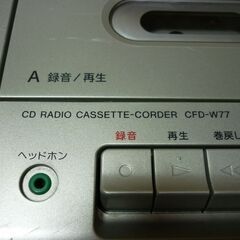 A 録音/再生
CD RADIO CASSETTE-CORDER CFD-W77
録音 再生 巻戻し
ヘッドホン